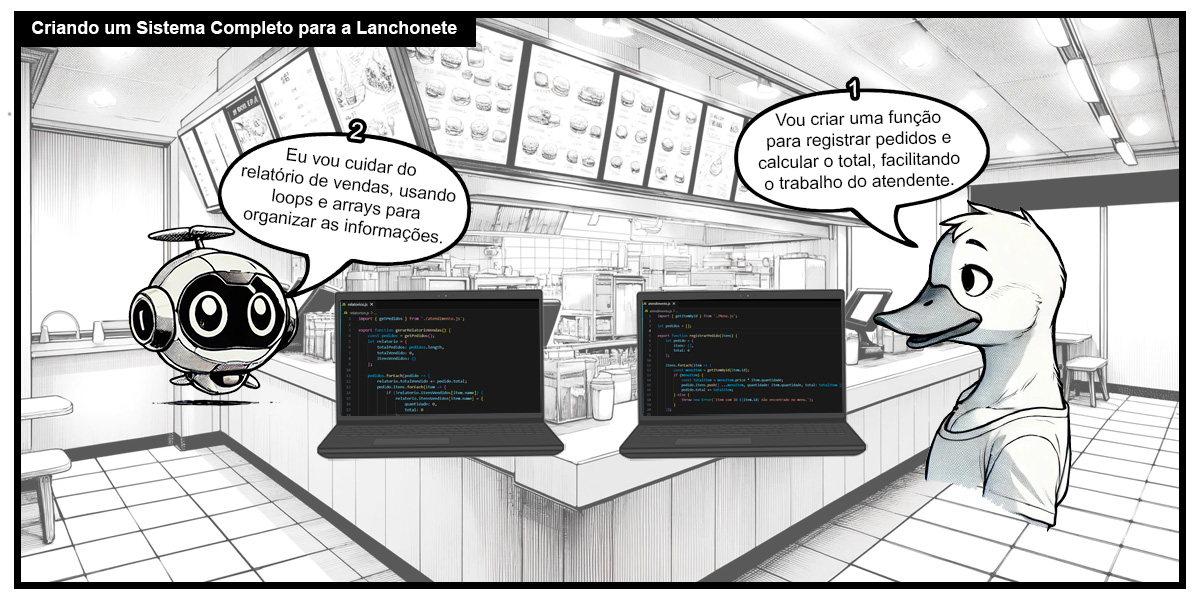 Criando um Sistema Completo para a Lanchonete
1
Vou criar uma função
para registrar pedidos e
calcular o total, facilitando
o trabalho do atendente.
2
Eu vou cuidar do
relatório de vendas, usando
loops e arrays para
organizar as informações.
relatorios.js
import { getPedidos } from './atendimento.js';
export function gerarRelatorioVendas() {
const pedidos = getPedidos();
let relatorio = {
totalPedidos: pedidos.length,
totalVendido: 0,
itensVendidos: {}
};
pedidos.forEach(pedido => {
relatorio.totalVendido += pedido.total;
pedido.itens.forEach(item => {
if (!relatorio.itensVendidos[item.name]) {
relatorio.itensVendidos[item.name] = {
quantidade: 0,
total: 0
atendimento.js
import { getItemById } from './Menu.js';
let pedidos = [];
export function registrarPedido(itens) {
let pedido = {
itens: [],
total: 0
};
itens.forEach(item => {
const menuItem = getItemById(item.id);
if (menuItem) {
const totalItem = menuItem.price * item.quantidade;
pedido.itens.push({ ...menuItem, quantidade: item.quantidade, total: totalItem
pedido.total += totalItem;
} else {
throw new Error(`Item com ID ${item.id} não encontrado no menu.`);
}
});